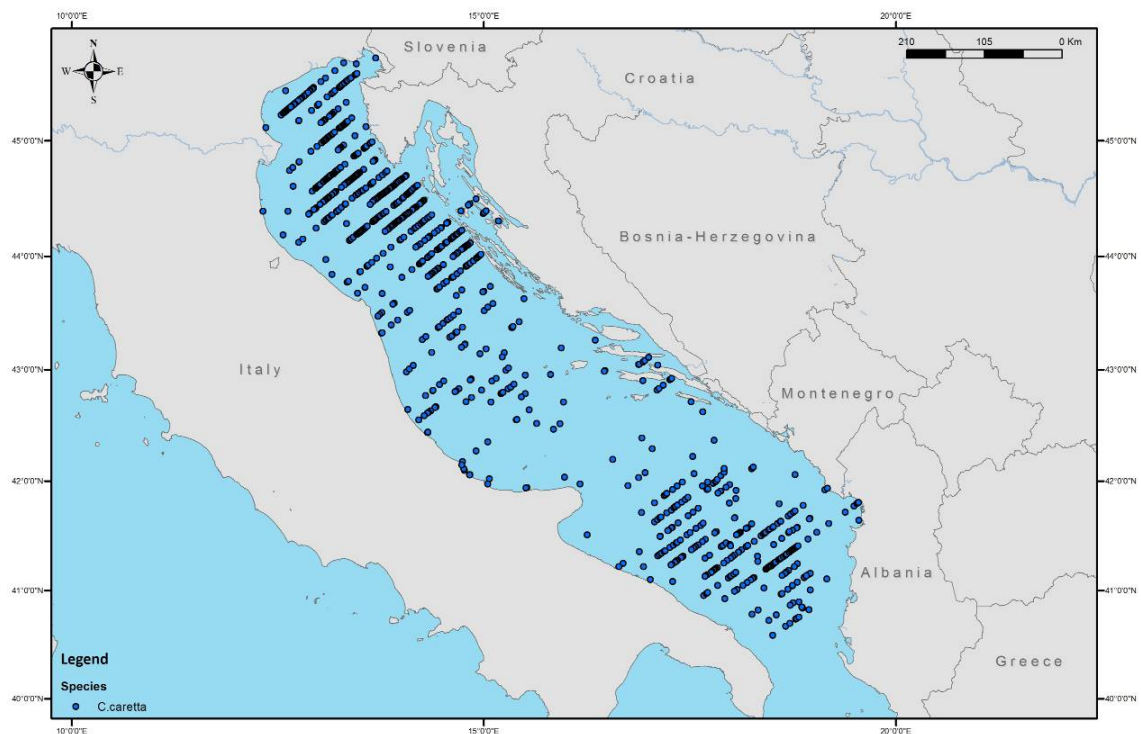 10°0'0"E 15°0'0"E 20°0'0"E
N
W E
S
Slovenia
210 105 0 Km
Croatia
45°0'0"N 45°0'0"N
Bosnia-Herzegovina
44°0'0"N 44°0'0"N
43°0'0"N 43°0'0"N
Italy
Montenegro
42°0'0"N 42°0'0"N
Albania
41°0'0"N 41°0'0"N
Legend
Greece
Species
40°0'0"N 40°0'0"N
C.caretta
10°0'0"E 15°0'0"E 20°0'0"E